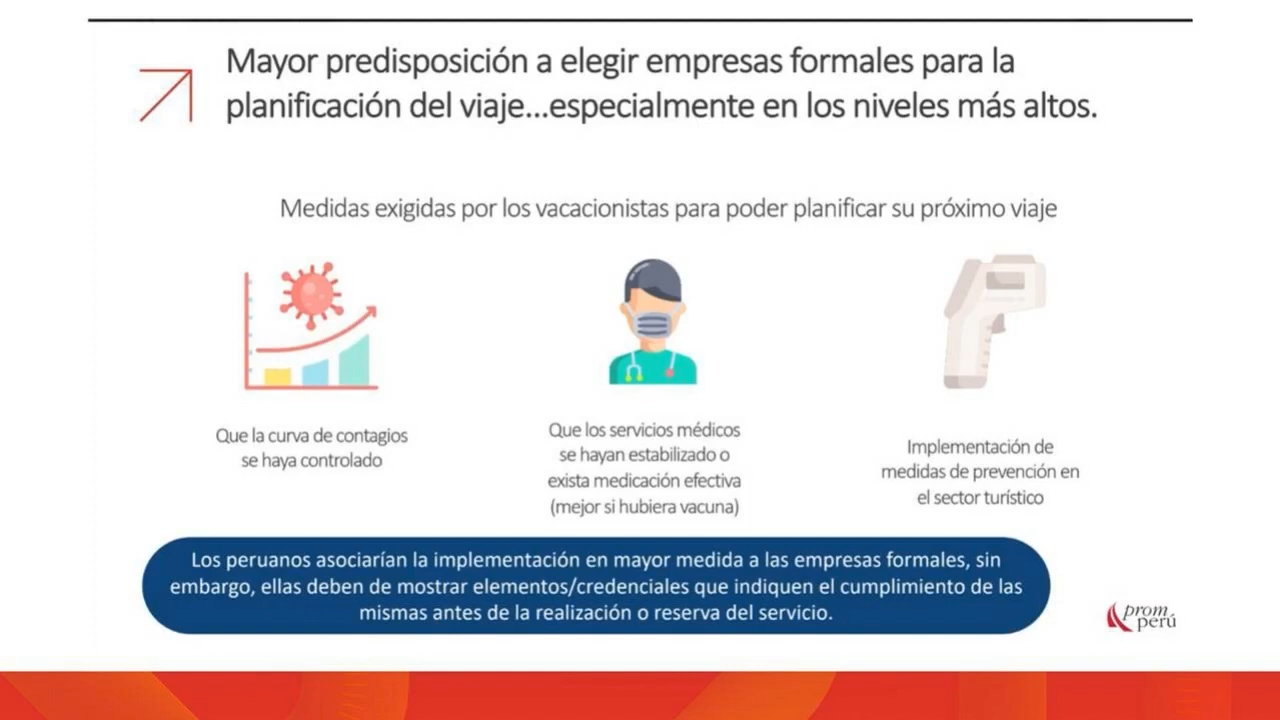 Mayor predisposición a elegir empresas formales para la
planificación del viaje...especialmente en los niveles más altos.
Medidas exigidas por los vacacionistas para poder planificar su próximo viaje
Que la curva de contagios
se haya controlado
Que los servicios médicos
se hayan estabilizado o
exista medicación efectiva
(mejor si hubiera vacuna)
Implementación de
medidas de prevención en
el sector turístico
Los peruanos asociarían la implementación en mayor medida a las empresas formales, sin
embargo, ellas deben de mostrar elementos/credenciales que indiquen el cumplimiento de las
mismas antes de la realización o reserva del servicio.
prom
perú